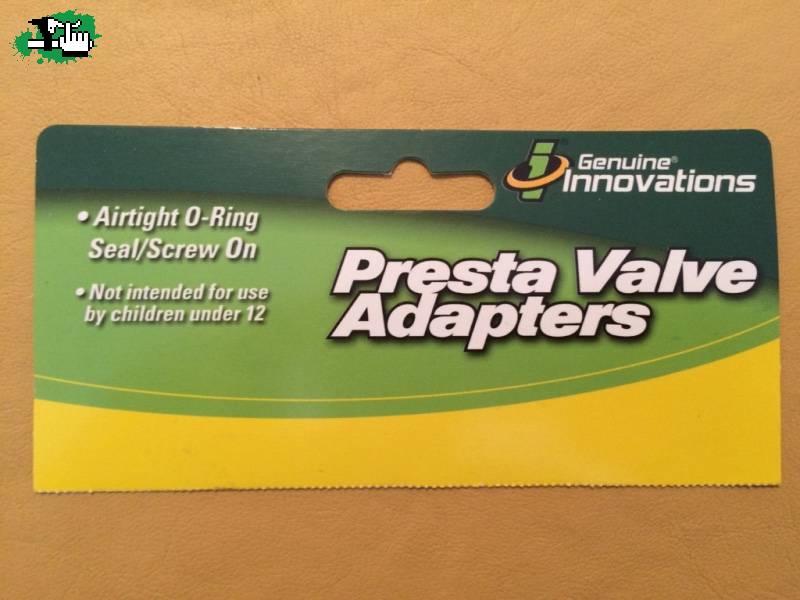 Genuine®
Innovations
• Airtight O-Ring
Seal/Screw On
• Not intended for use
by children under 12
Presta Valve
Adapters